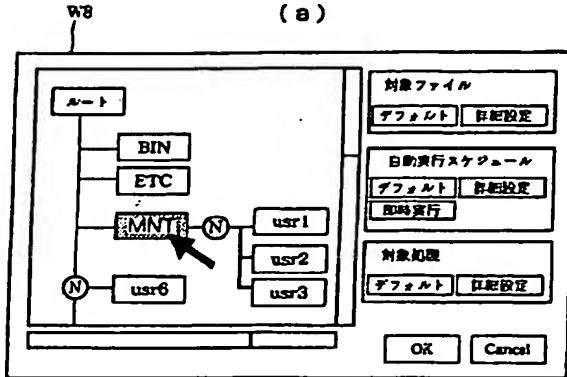 W8
(a)
ルート
BIN
ETC
MNT
N
usr1
usr2
usr3
N
usr6
対象ファイル
デフォルト 詳細設定
自動実行スケジュール
デフォルト 詳細設定
即時実行
対象処理
デフォルト 詳細設定
OK Cancel